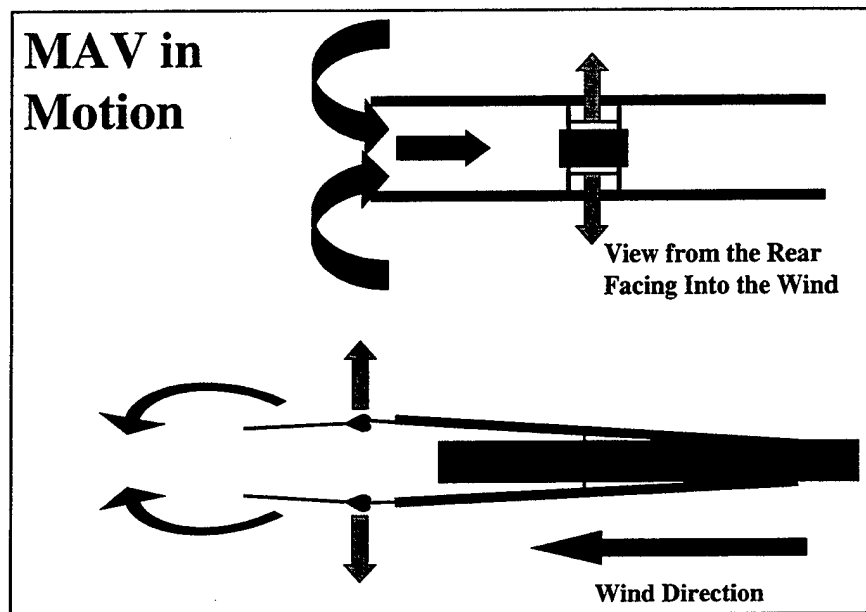 MAV in
Motion
View from the Rear
Facing Into the Wind
Wind Direction